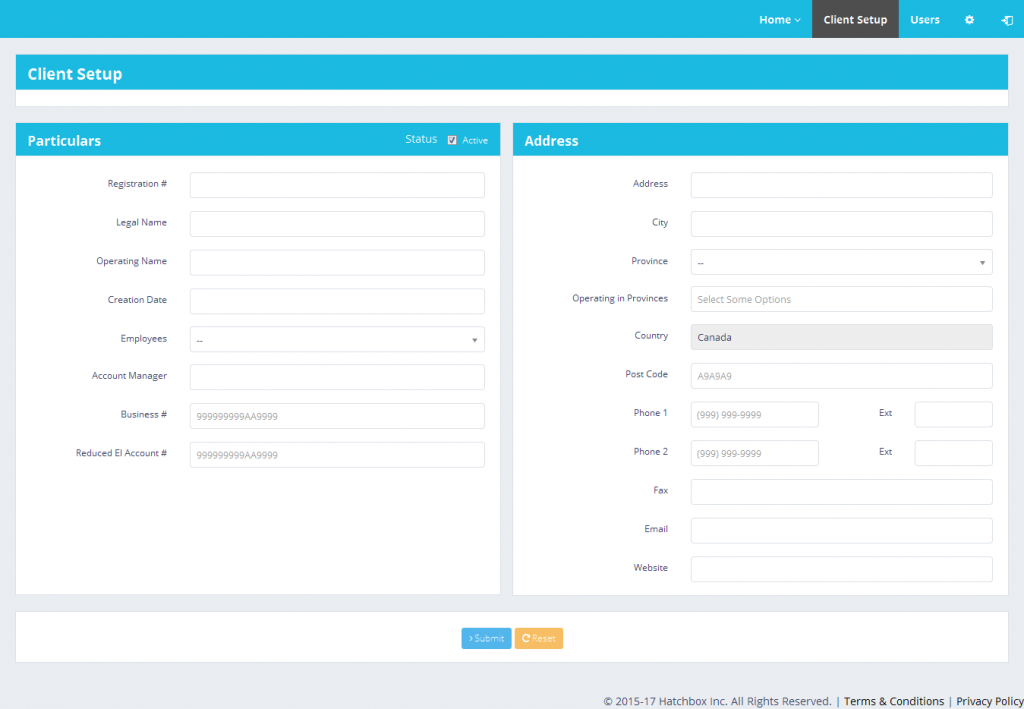 Home Client Setup Users
Client Setup
Particulars Status Active
Registration #
Legal Name
Operating Name
Creation Date
Employees --
Account Manager
Business # 999999999AA9999
Reduced EI Account # 999999999AA9999
Address
Address
City
Province --
Operating in Provinces Select Some Options
Country Canada
Post Code A9A9A9
Phone 1 (999) 999-9999 Ext
Phone 2 (999) 999-9999 Ext
Fax
Email
Website
Submit Reset
© 2015-17 Hatchbox Inc. All Rights Reserved. | Terms & Conditions | Privacy Policy